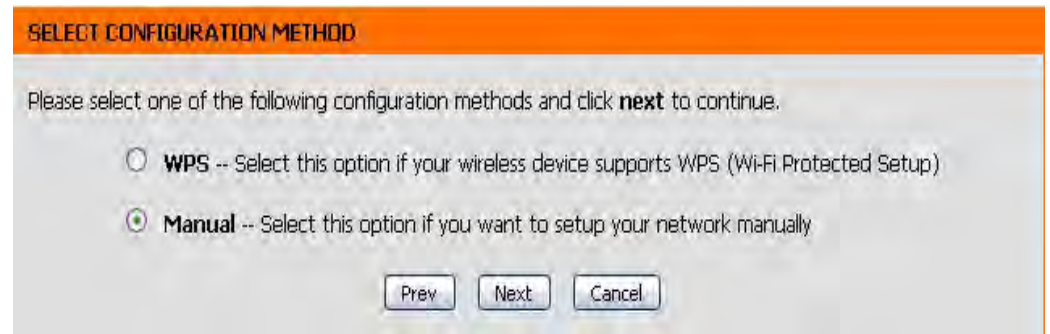 SELECT CONFIGURATION METHOD
Please select one of the following configuration methods and click next to continue.
WPS -- Select this option if your wireless device supports WPS (Wi-Fi Protected Setup)
Manual -- Select this option if you want to setup your network manually
Prev Next Cancel